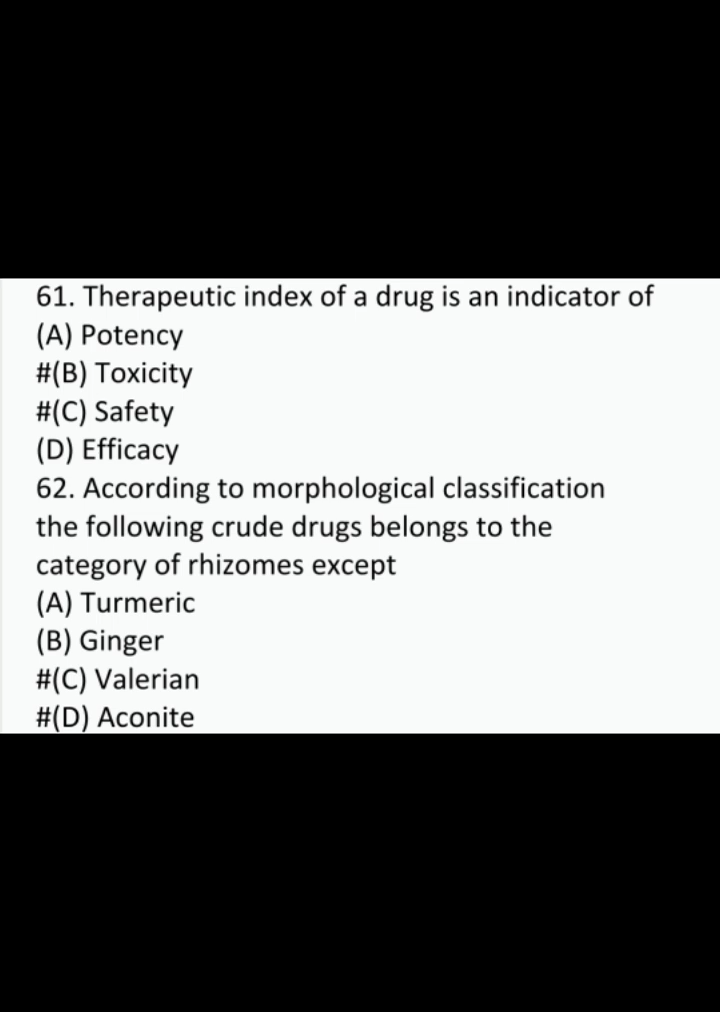 61. Therapeutic index of a drug is an indicator of
(A) Potency
#(B) Toxicity
#(C) Safety
(D) Efficacy
62. According to morphological classification
the following crude drugs belongs to the
category of rhizomes except
(A) Turmeric
(B) Ginger
#(C) Valerian
#(D) Aconite